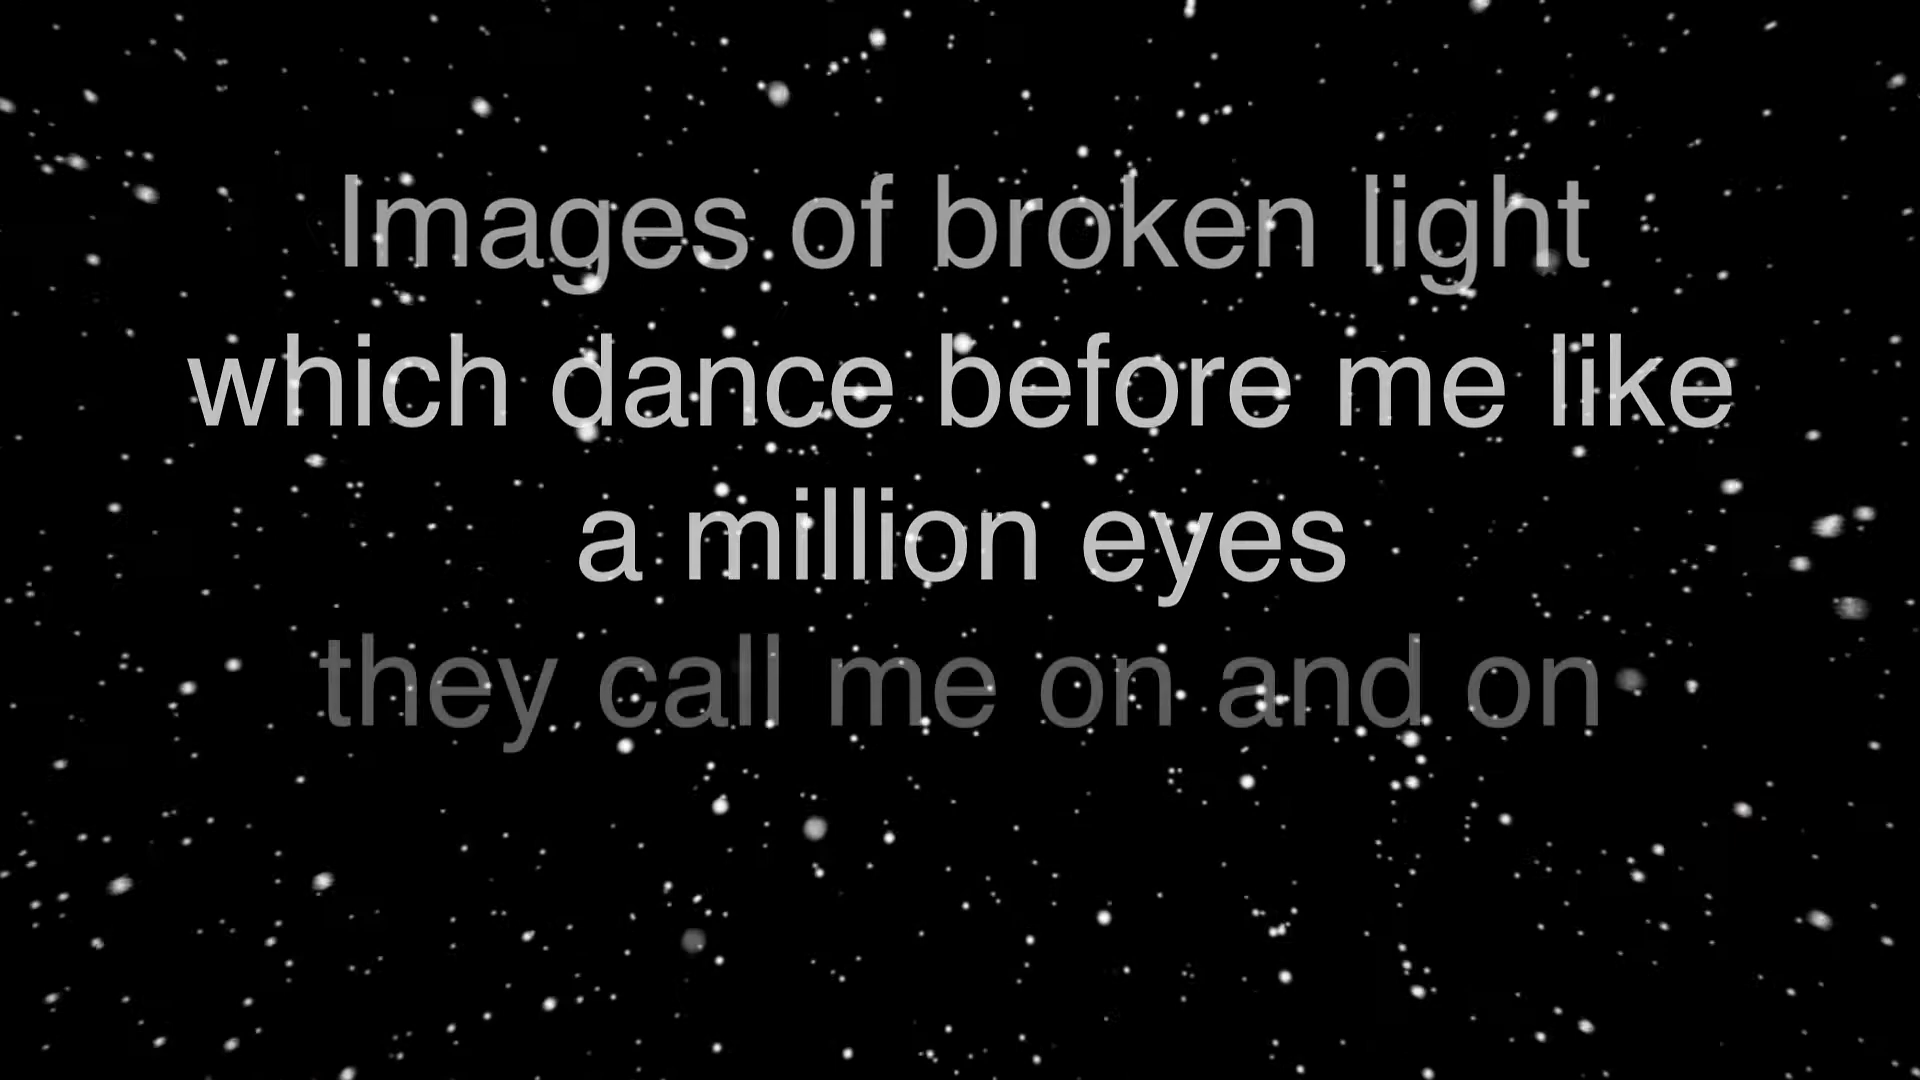 Images of broken light
which dance before me like
a million eyes
they call me on and on